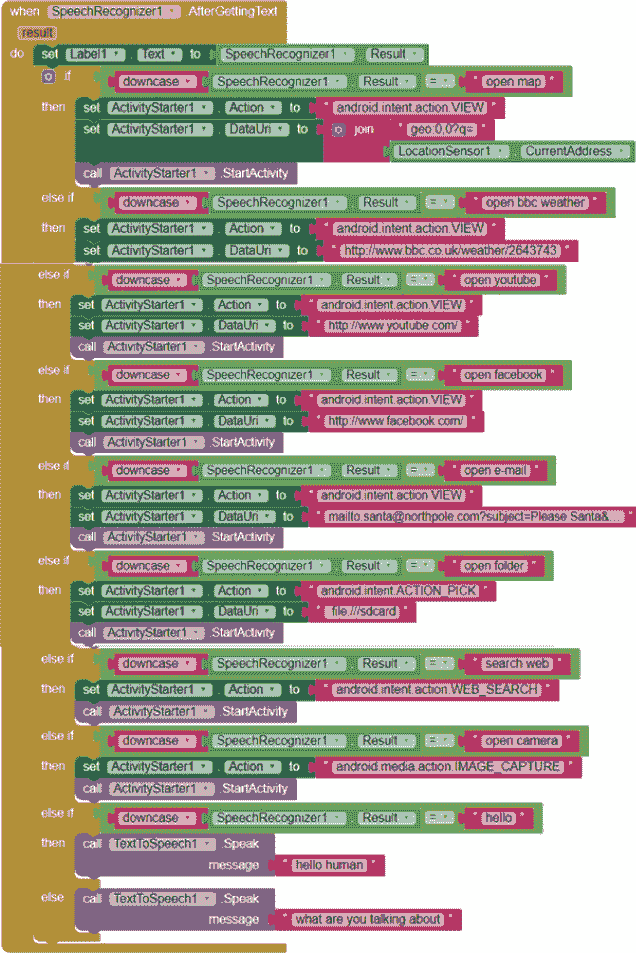 when SpeechRecognizer1 .AfterGettingText
result
do set Label1 . Text to SpeechRecognizer1 . Result
if downcase SpeechRecognizer1 . Result = " open map "
then set ActivityStarter1 . Action to " android.intent.action.VIEW "
set ActivityStarter1 . DataUri to join " geo:0,0?q= "
LocationSensor1 . CurrentAddress
call ActivityStarter1 .StartActivity
else if downcase SpeechRecognizer1 . Result = " open bbc weather "
then set ActivityStarter1 . Action to " android.intent.action.VIEW "
set ActivityStarter1 . DataUri to " http://www.bbc.co.uk/weather/2643743 "
else if downcase SpeechRecognizer1 . Result = " open youtube "
then set ActivityStarter1 . Action to " android.intent.action.VIEW "
set ActivityStarter1 . DataUri to " http://www.youtube.com/ "
call ActivityStarter1 .StartActivity
else if downcase SpeechRecognizer1 . Result = " open facebook "
then set ActivityStarter1 . Action to " android.intent.action.VIEW "
set ActivityStarter1 . DataUri to " http://www.facebook.com/ "
call ActivityStarter1 .StartActivity
else if downcase SpeechRecognizer1 . Result = " open e-mail "
then set ActivityStarter1 . Action to " android.intent.action.VIEW "
set ActivityStarter1 . DataUri to " mailto:santa@northpole.com?subject=Please Santa&... "
call ActivityStarter1 .StartActivity
else if downcase SpeechRecognizer1 . Result = " open folder "
then set ActivityStarter1 . Action to " android.intent.ACTION_PICK "
set ActivityStarter1 . DataUri to " file:///sdcard "
call ActivityStarter1 .StartActivity
else if downcase SpeechRecognizer1 . Result = " search web "
then set ActivityStarter1 . Action to " android.intent.action.WEB_SEARCH "
call ActivityStarter1 .StartActivity
else if downcase SpeechRecognizer1 . Result = " open camera "
then set ActivityStarter1 . Action to " android.media.action.IMAGE_CAPTURE "
call ActivityStarter1 .StartActivity
else if downcase SpeechRecognizer1 . Result = " hello "
then call TextToSpeech1 .Speak
message " hello human "
else call TextToSpeech1 .Speak
message " what are you talking about "